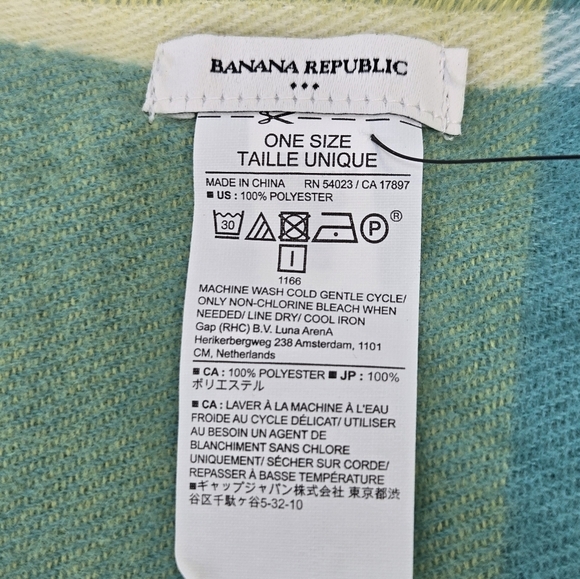 BANANA REPUBLIC
ONE SIZE
TAILLE UNIQUE
MADE IN CHINA RN 54023 / CA 17897
■ US : 100% POLYESTER
30 P ®
1166
MACHINE WASH COLD GENTLE CYCLE/
ONLY NON-CHLORINE BLEACH WHEN
NEEDED/ LINE DRY/ COOL IRON
Gap (RHC) B.V. Luna ArenA
Herikerbergweg 238 Amsterdam, 1101
CM, Netherlands
■ CA : 100% POLYESTER ■ JP : 100%
ポリエステル
■ CA : LAVER À LA MACHINE À L'EAU
FROIDE AU CYCLE DÉLICAT/ UTILISER
AU BESOIN UN AGENT DE
BLANCHIMENT SANS CHLORE
UNIQUEMENT/ SÉCHER SUR CORDE/
REPASSER À BASSE TEMPÉRATURE
■ギャップジャパン株式会社 東京都渋
谷区千駄ヶ谷5-32-10